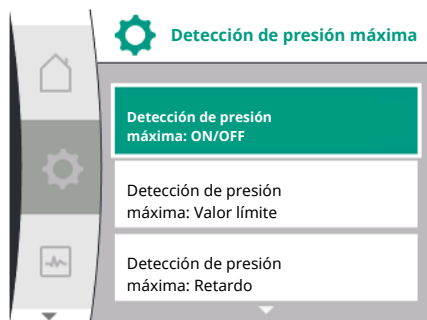 Detección de presión máxima
Detección de presión
máxima: ON/OFF
Detección de presión
máxima: Valor límite
Detección de presión
máxima: Retardo